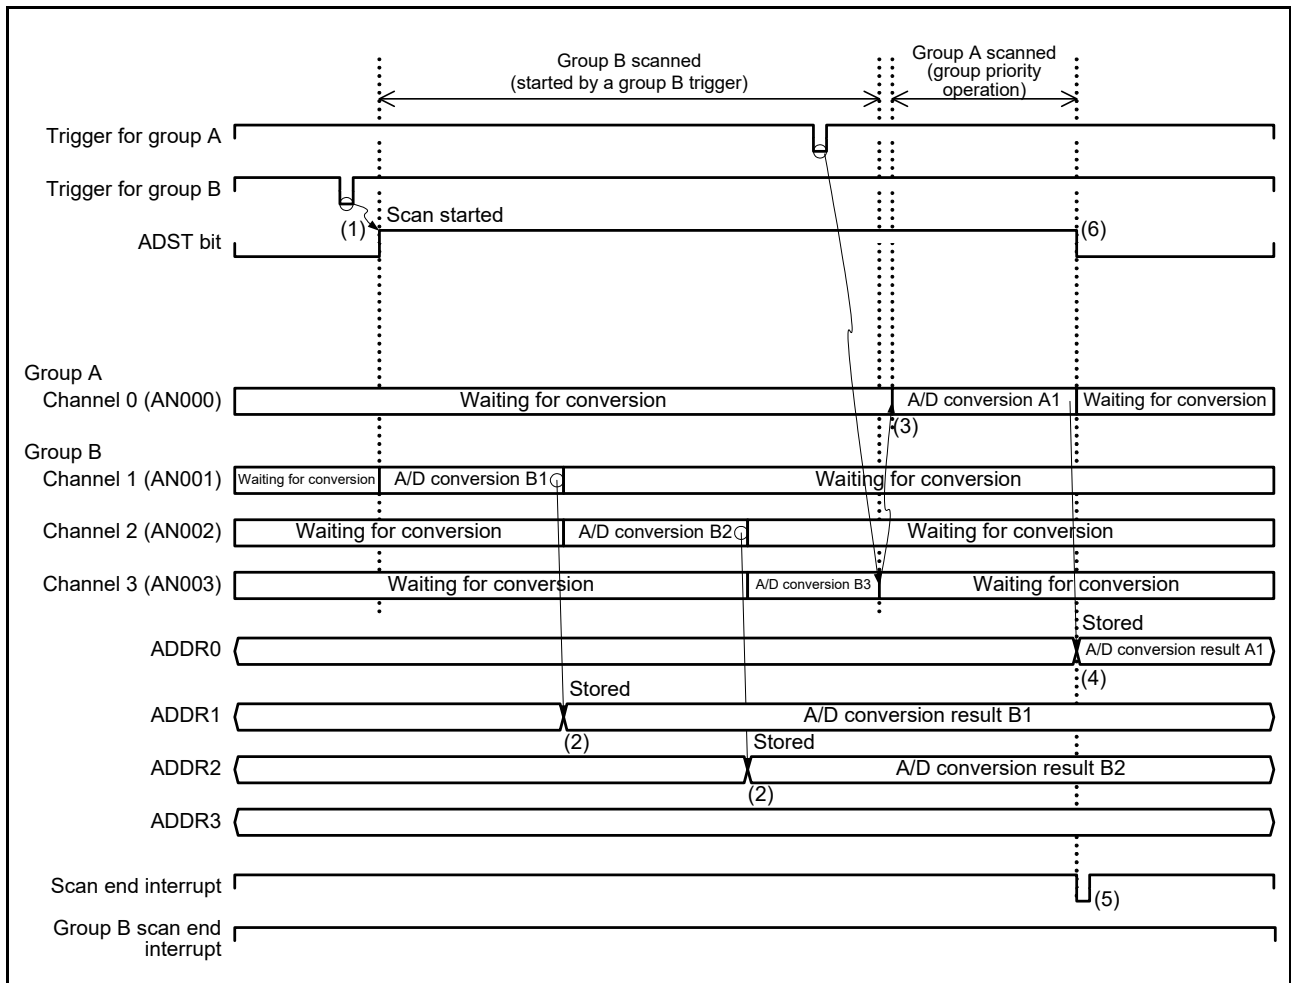 Group B scanned
(started by a group B trigger)
Group A scanned
(group priority
operation)
Trigger for group A
Trigger for group B
(1)
Scan started
ADST bit
(6)
Group A
Channel 0 (AN000)
Waiting for conversion
A/D conversion A1
Waiting for conversion
(3)
Group B
Channel 1 (AN001)
Waiting for conversion
A/D conversion B1
Waiting for conversion
Channel 2 (AN002)
Waiting for conversion
A/D conversion B2
Waiting for conversion
Channel 3 (AN003)
Waiting for conversion
A/D conversion B3
Waiting for conversion
Stored
ADDR0
A/D conversion result A1
(4)
Stored
ADDR1
A/D conversion result B1
(2)
Stored
ADDR2
A/D conversion result B2
(2)
ADDR3
Scan end interrupt
(5)
Group B scan end
interrupt